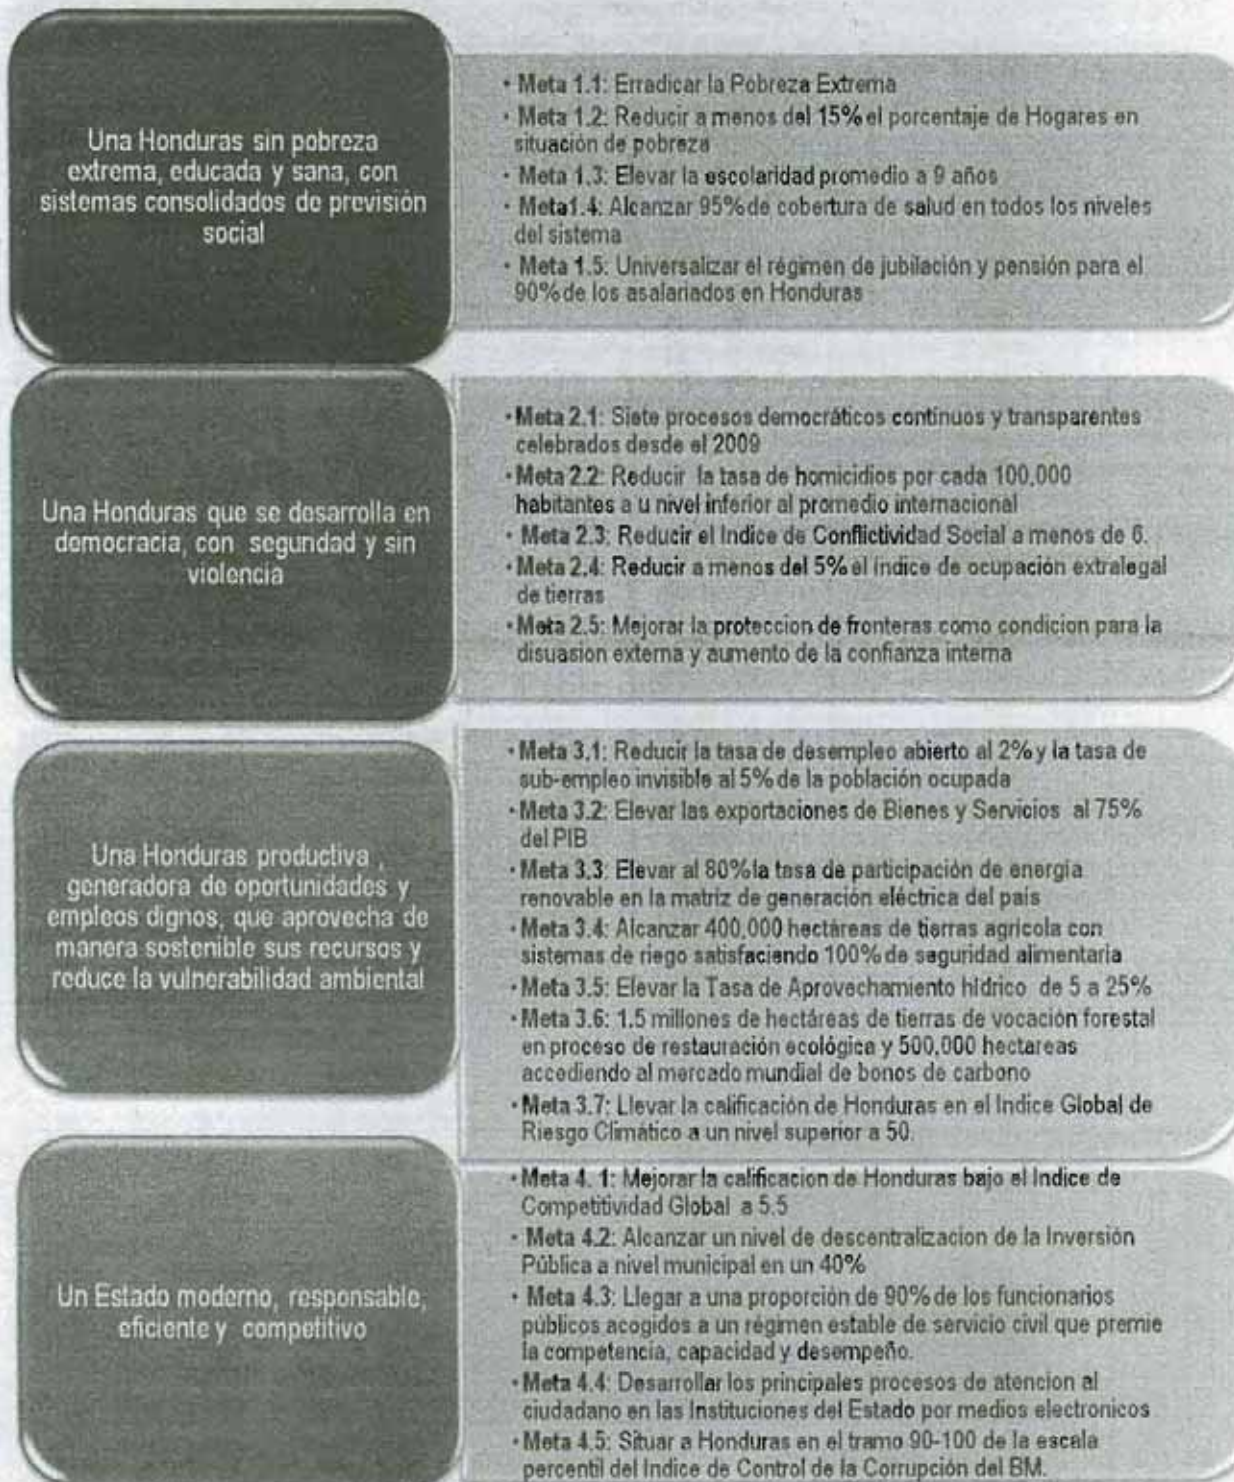 Una Honduras sin pobreza
extrema, educada y sana, con
sistemas consolidados de previsión
social
• Meta 1.1: Erradicar la Pobreza Extrema
• Meta 1.2: Reducir a menos del 15% el porcentaje de Hogares en
situación de pobreza
• Meta 1.3: Elevar la escolaridad promedio a 9 años
• Meta1.4: Alcanzar 95% de cobertura de salud en todos los niveles
del sistema
• Meta 1.5: Universalizar el régimen de jubilación y pensión para el
90% de los asalariados en Honduras
Una Honduras que se desarrolla en
democracia, con seguridad y sin
violencia
• Meta 2.1: Siete procesos democráticos continuos y transparentes
celebrados desde el 2009
• Meta 2.2: Reducir la tasa de homicidios por cada 100,000
habitantes a u nivel inferior al promedio internacional
• Meta 2.3: Reducir el Indice de Conflictividad Social a menos de 6.
• Meta 2.4: Reducir a menos del 5% el índice de ocupación extralegal
de tierras
• Meta 2.5: Mejorar la proteccion de fronteras como condicion para la
disuasion externa y aumento de la confianza interna
Una Honduras productiva ,
generadora de oportunidades y
empleos dignos, que aprovecha de
manera sostenible sus recursos y
reduce la vulnerabilidad ambiental
• Meta 3.1: Reducir la tasa de desempleo abierto al 2% y la tasa de
sub-empleo invisible al 5% de la población ocupada
• Meta 3.2: Elevar las exportaciones de Bienes y Servicios al 75%
del PIB
• Meta 3.3: Elevar al 80% la tasa de participación de energía
renovable en la matriz de generación eléctrica del país
• Meta 3.4: Alcanzar 400,000 hectáreas de tierras agrícola con
sistemas de riego satisfaciendo 100% de seguridad alimentaria
• Meta 3.5: Elevar la Tasa de Aprovechamiento hídrico de 5 a 25%
• Meta 3.6: 1.5 millones de hectáreas de tierras de vocación forestal
en proceso de restauración ecológica y 500,000 hectareas
accediendo al mercado mundial de bonos de carbono
• Meta 3.7: Llevar la calificación de Honduras en el Indice Global de
Riesgo Climático a un nivel superior a 50.
Un Estado moderno, responsable,
eficiente y competitivo
• Meta 4. 1: Mejorar la calificacion de Honduras bajo el Indice de
Competitividad Global a 5.5
• Meta 4.2: Alcanzar un nivel de descentralizacion de la Inversión
Pública a nivel municipal en un 40%
• Meta 4.3: Llegar a una proporción de 90% de los funcionarios
públicos acogidos a un régimen estable de servicio civil que premie
la competencia, capacidad y desempeño.
• Meta 4.4: Desarrollar los principales procesos de atencion al
ciudadano en las Instituciones del Estado por medios electronicos
• Meta 4.5: Situar a Honduras en el tramo 90-100 de la escala
percentil del Indice de Control de la Corrupción del BM.